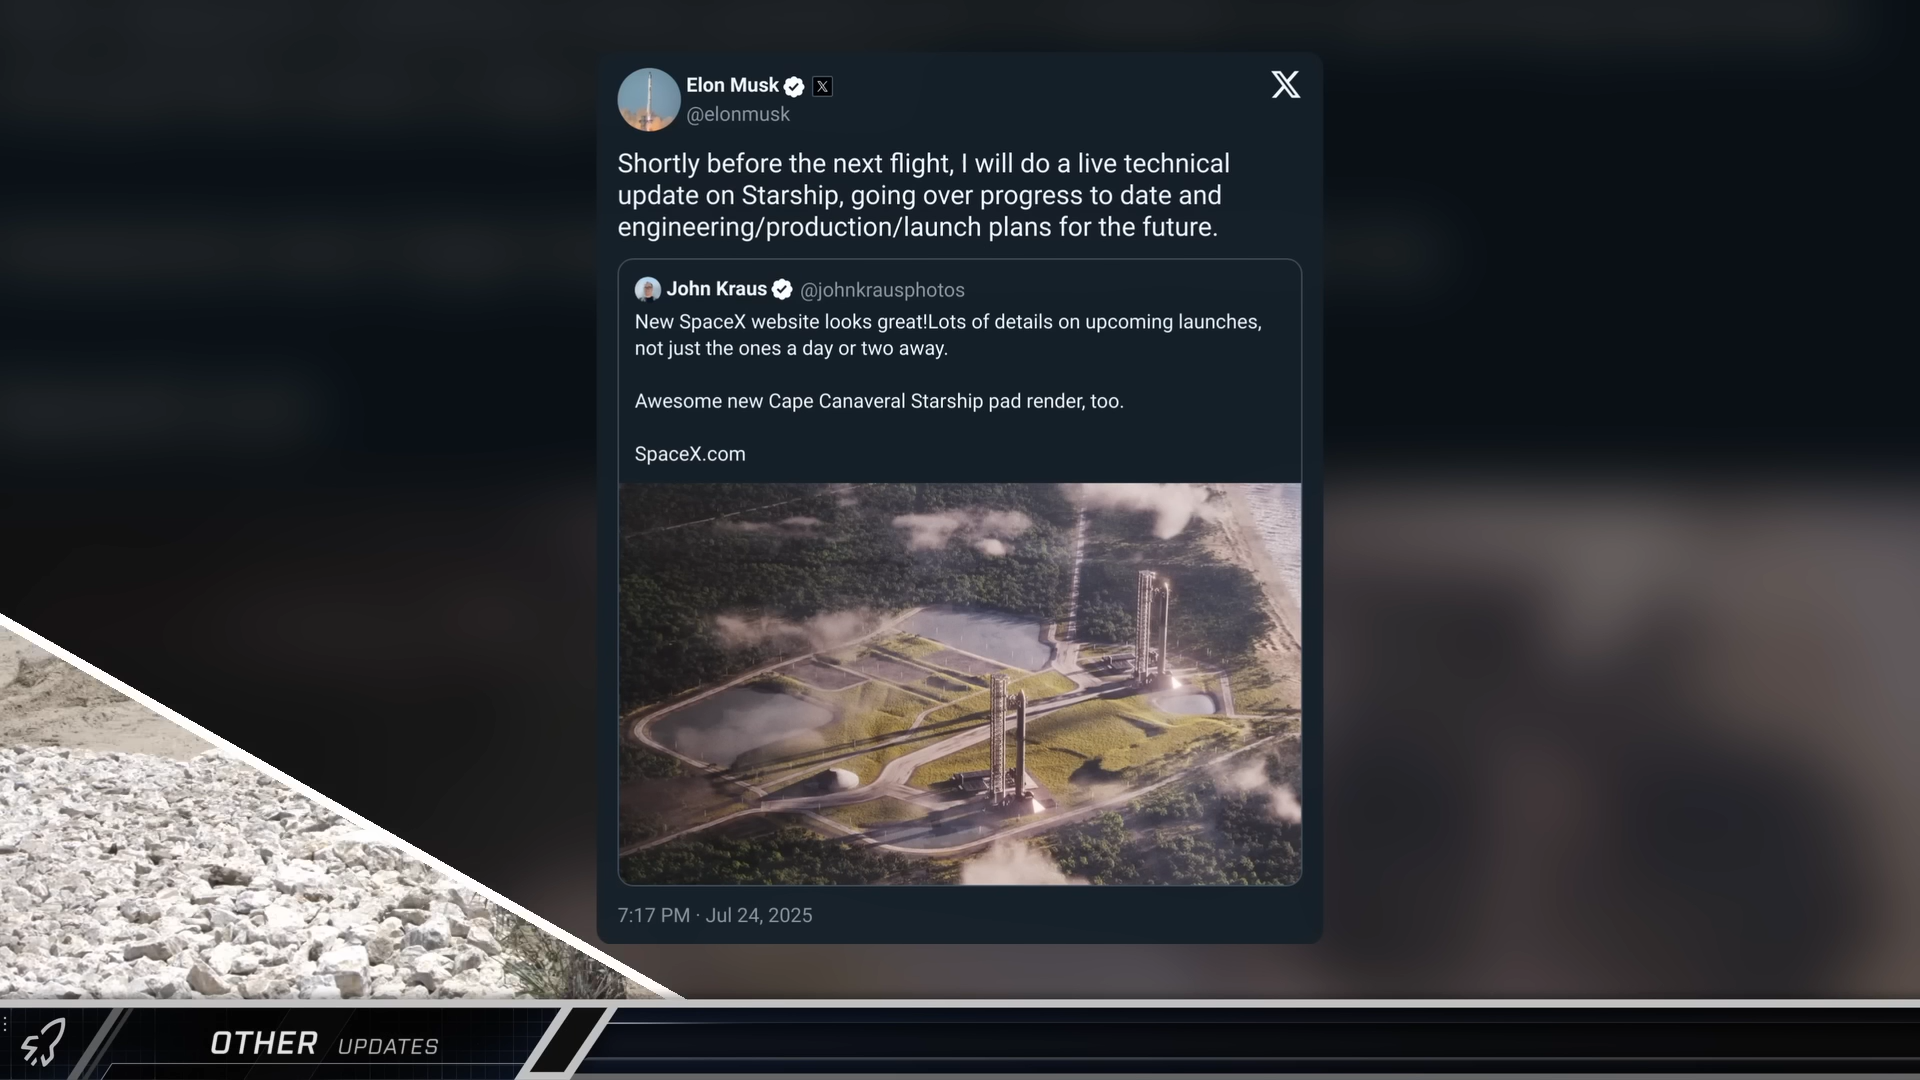 Elon Musk
@elonmusk
Shortly before the next flight, I will do a live technical
update on Starship, going over progress to date and
engineering/production/launch plans for the future.
John Kraus @johnkrausphotos
New SpaceX website looks great!Lots of details on upcoming launches,
not just the ones a day or two away.
Awesome new Cape Canaveral Starship pad render, too.
SpaceX.com
7:17 PM · Jul 24, 2025
OTHER UPDATES